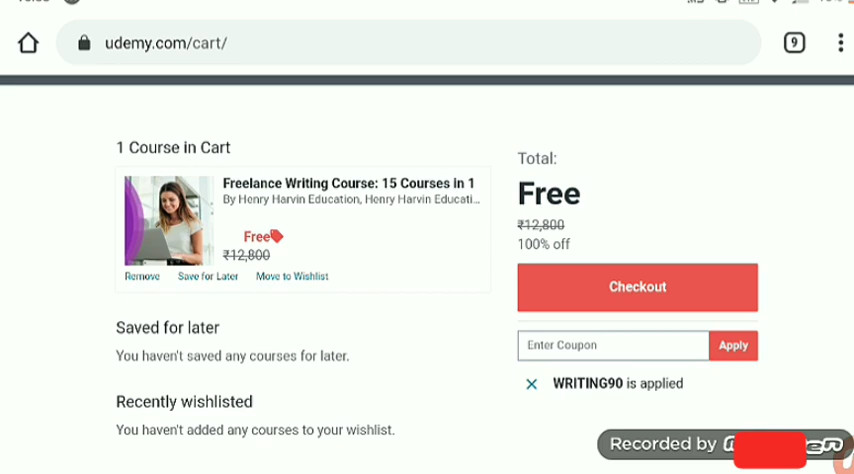 9
udemy.com/cart/
1 Course in Cart
Freelance Writing Course: 15 Courses in 1
By Henry Harvin Education, Henry Harvin Educati...
Free
₹12,800
Remove Save for Later Move to Wishlist
Saved for later
You haven't saved any courses for later.
Recently wishlisted
You haven't added any courses to your wishlist.
Total:
Free
₹12,800
100% off
Checkout
Enter Coupon Apply
WRITING90 is applied
Recorded by